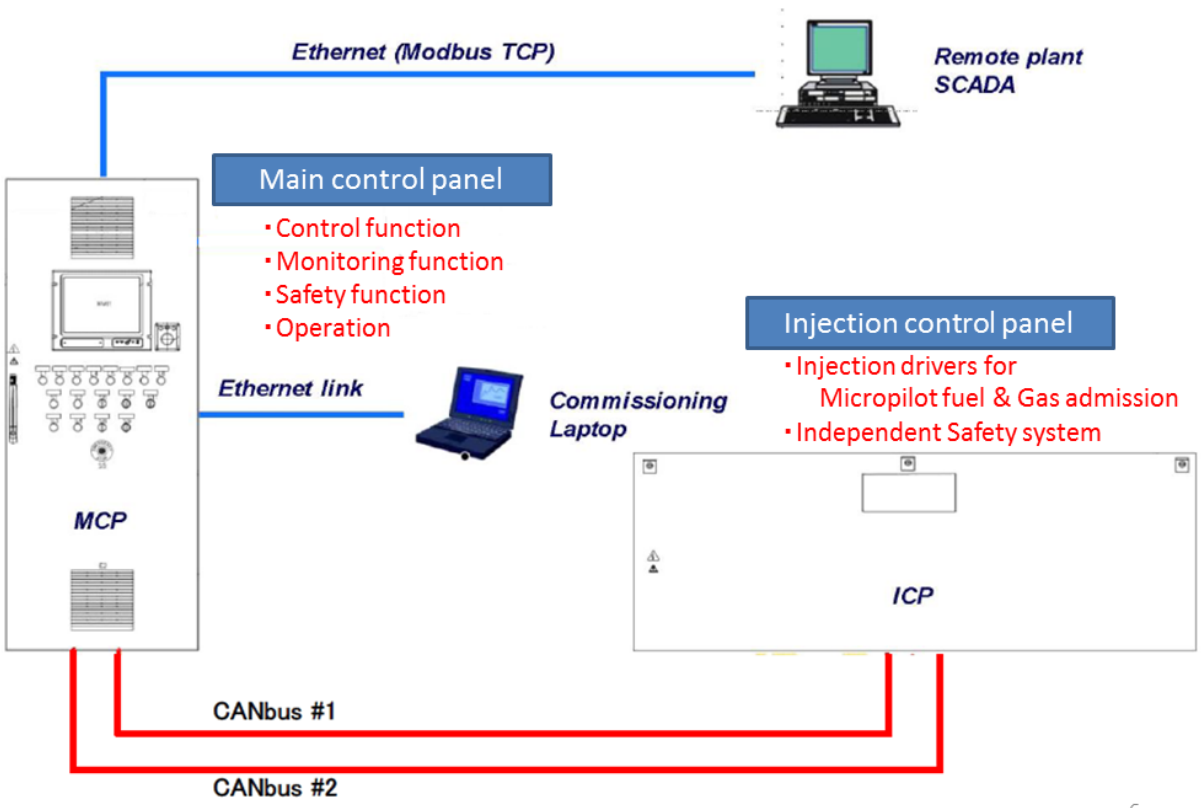 Ethernet (Modbus TCP)
Remote plant
SCADA
Main control panel
・Control function
・Monitoring function
・Safety function
・Operation
Injection control panel
・Injection drivers for
Micropilot fuel & Gas admission
・Independent Safety system
Ethernet link
Commissioning
Laptop
MCP
ICP
CANbus #1
CANbus #2